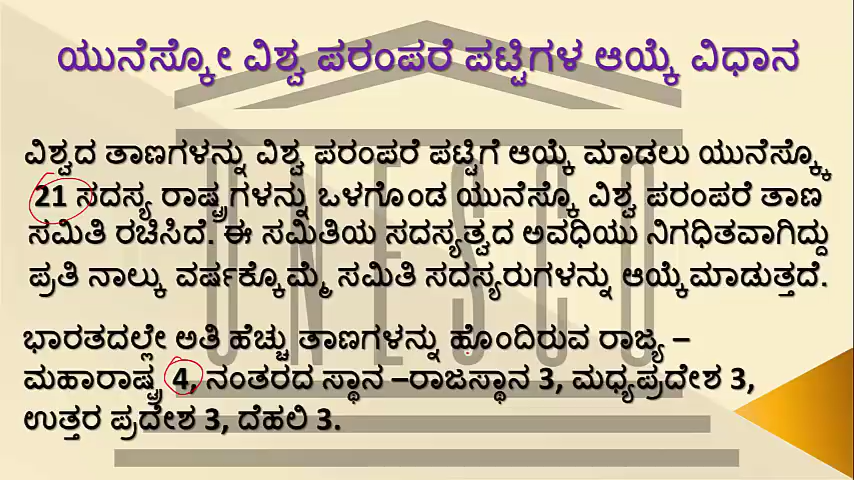 ಯುನೆಸ್ಕೋ ವಿಶ್ವ ಪರಂಪರೆ ಪಟ್ಟಿಗಳ ಆಯ್ಕೆ ವಿಧಾನ
ವಿಶ್ವದ ತಾಣಗಳನ್ನು ವಿಶ್ವ ಪರಂಪರೆ ಪಟ್ಟಿಗೆ ಆಯ್ಕೆ ಮಾಡಲು ಯುನೆಸ್ಕೊ
21 ಸದಸ್ಯ ರಾಷ್ಟ್ರಗಳನ್ನು ಒಳಗೊಂಡ ಯುನೆಸ್ಕೊ ವಿಶ್ವ ಪರಂಪರೆ ತಾಣ
ಸಮಿತಿ ರಚಿಸಿದೆ. ಈ ಸಮಿತಿಯ ಸದಸ್ಯತ್ವದ ಅವಧಿಯು ನಿಗಧಿತವಾಗಿದ್ದು
ಪ್ರತಿ ನಾಲ್ಕು ವರ್ಷಕ್ಕೊಮ್ಮೆ ಸಮಿತಿ ಸದಸ್ಯರುಗಳನ್ನು ಆಯ್ಕೆಮಾಡುತ್ತದೆ.
ಭಾರತದಲ್ಲೇ ಅತಿ ಹೆಚ್ಚು ತಾಣಗಳನ್ನು ಹೊಂದಿರುವ ರಾಜ್ಯ –
ಮಹಾರಾಷ್ಟ್ರ 4, ನಂತರದ ಸ್ಥಾನ –ರಾಜಸ್ಥಾನ 3, ಮಧ್ಯಪ್ರದೇಶ 3,
ಉತ್ತರ ಪ್ರದೇಶ 3, ದೆಹಲಿ 3.
UNESCO